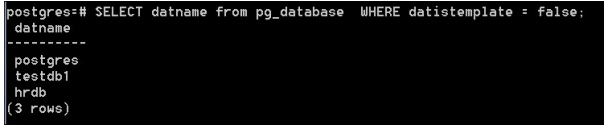 postgres=# SELECT datname from pg_database  WHERE datistemplate = false;
 datname
----------
 postgres
 testdb1
 hrdb
(3 rows)